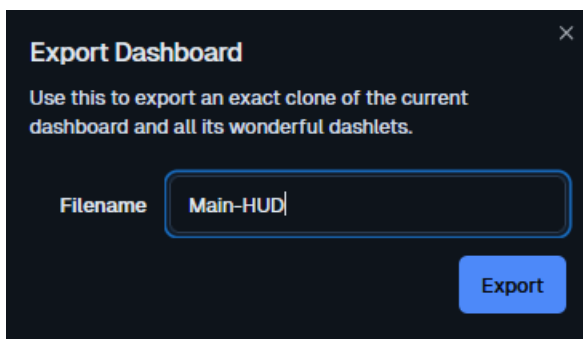 Export Dashboard
Use this to export an exact clone of the current
dashboard and all its wonderful dashlets.
Filename
Main-HUD
Export